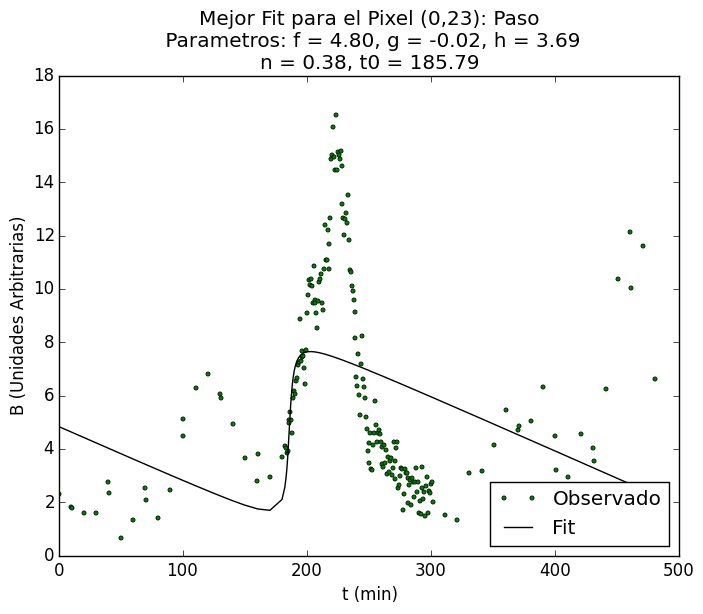 Mejor Fit para el Pixel (0,23): Paso
Parametros: f = 4.80, g = -0.02, h = 3.69
n = 0.38, t0 = 185.79
B (Unidades Arbitrarias)
18
16
14
12
10
8
6
4
2
0
Observado
Fit
0 100 200 300 400 500
t (min)